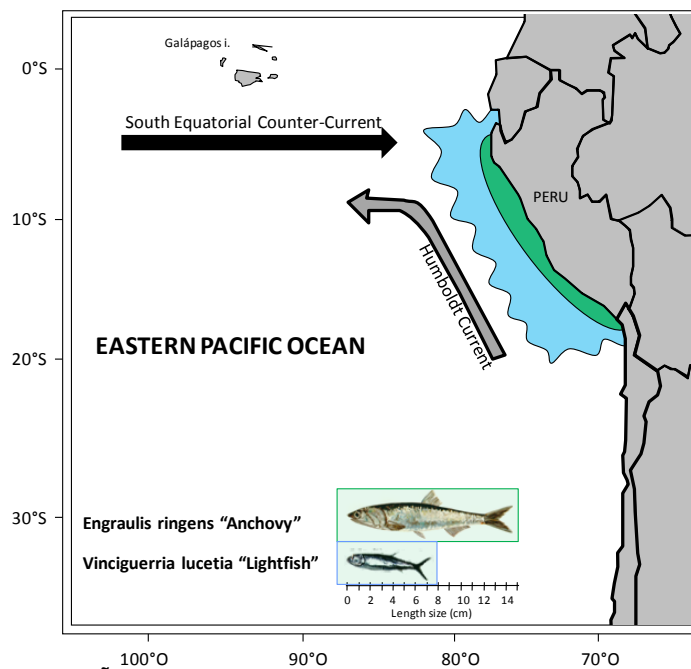 Galápagos i.
0°S
South Equatorial Counter-Current
PERU
10°S
Humboldt Current
EASTERN PACIFIC OCEAN
20°S
30°S
Engraulis ringens “Anchovy”
Vinciguerria lucetia “Lightfish”
0 2 4 6 8 10 12 14
Length size (cm)
100°O 90°O 80°O 70°O